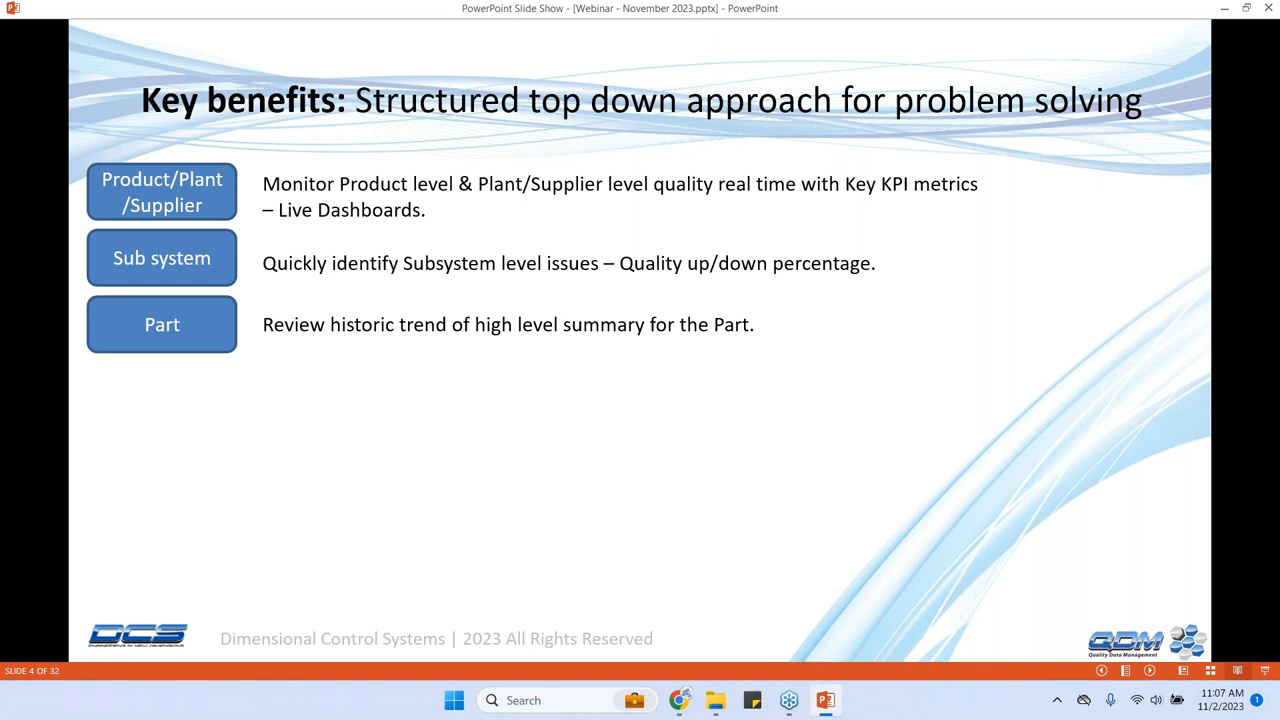 PowerPoint Slide Show - [Webinar - November 2023.pptx] - PowerPoint
Key benefits: Structured top down approach for problem solving
Product/Plant
/Supplier
Monitor Product level & Plant/Supplier level quality real time with Key KPI metrics
– Live Dashboards.
Sub system
Quickly identify Subsystem level issues – Quality up/down percentage.
Part
Review historic trend of high level summary for the Part.
DCS
Dimensional Control Systems | 2023 All Rights Reserved
QDM
Quality Data Management
SLIDE 4 OF 32
Search
11:07 AM
11/2/2023
1